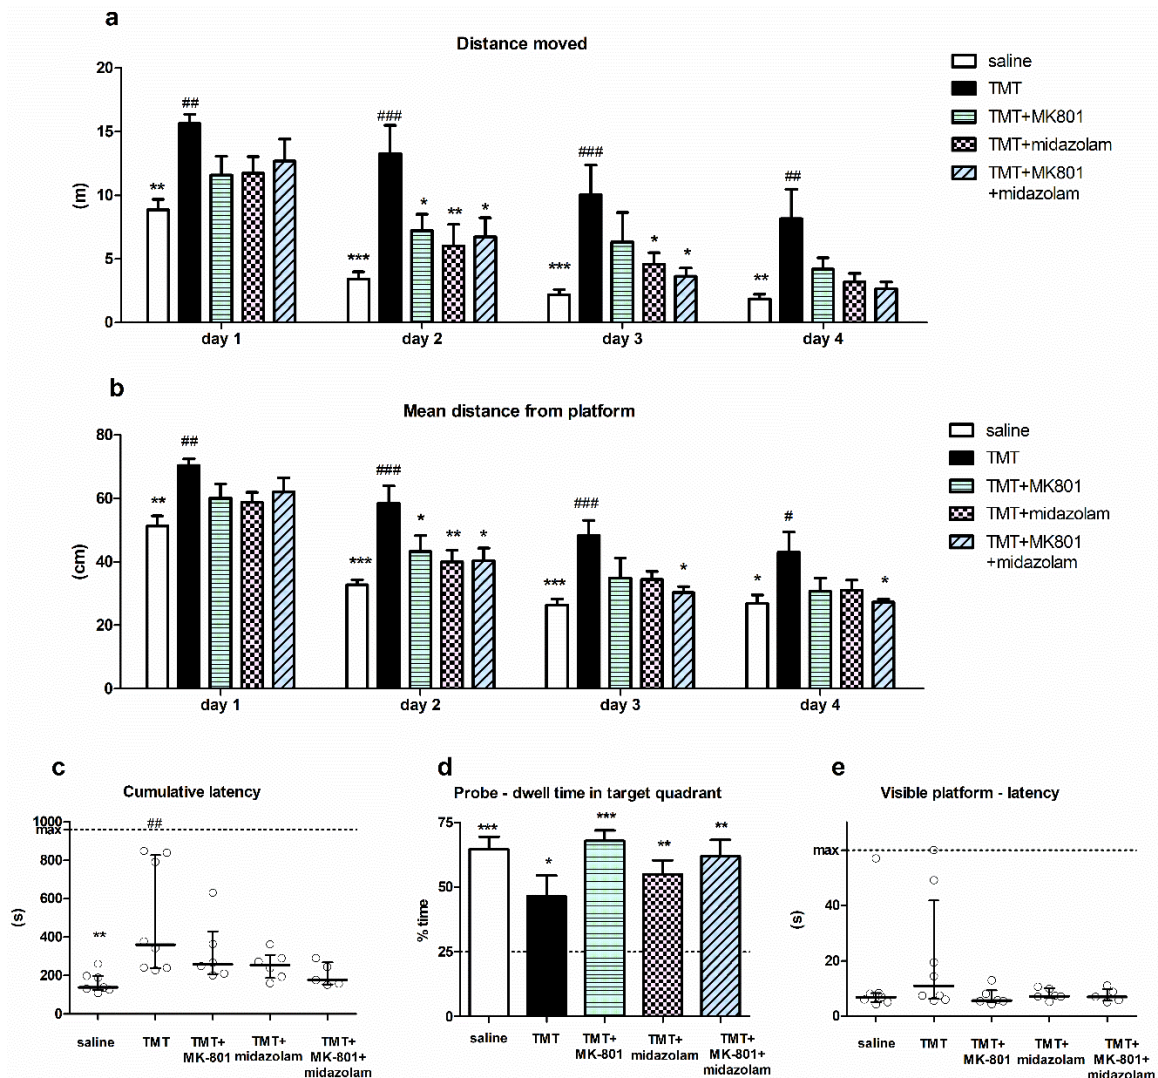 a
Distance moved
20
15
10
5
0
(m)
**
##
***
###
*
**
*
***
###
*
*
**
##
day 1
day 2
day 3
day 4
saline
TMT
TMT+MK801
TMT+midazolam
TMT+MK801
+midazolam
b
Mean distance from platform
80
60
40
20
0
(cm)
**
##
***
###
*
**
*
***
###
*
*
#
*
day 1
day 2
day 3
day 4
saline
TMT
TMT+MK801
TMT+midazolam
TMT+MK801
+midazolam
c
Cumulative latency
1000
max
800
600
400
200
0
(s)
**
##
saline
TMT
TMT+
MK-801
TMT+
midazolam
TMT+
MK-801+
midazolam
d
Probe - dwell time in target quadrant
75
50
25
0
% time
***
*
***
**
**
saline
TMT
TMT+
MK-801
TMT+
midazolam
TMT+
MK-801+
midazolam
e
Visible platform - latency
max
40
20
0
(s)
saline
TMT
TMT+
MK-801
TMT+
midazolam
TMT+
MK-801+
midazolam